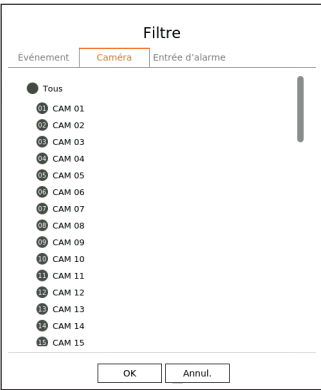 Filtre
Événement Caméra Entrée d'alarme
Tous
01 CAM 01
02 CAM 02
03 CAM 03
04 CAM 04
05 CAM 05
06 CAM 06
07 CAM 07
08 CAM 08
09 CAM 09
10 CAM 10
11 CAM 11
12 CAM 12
13 CAM 13
14 CAM 14
15 CAM 15
OK Annul.